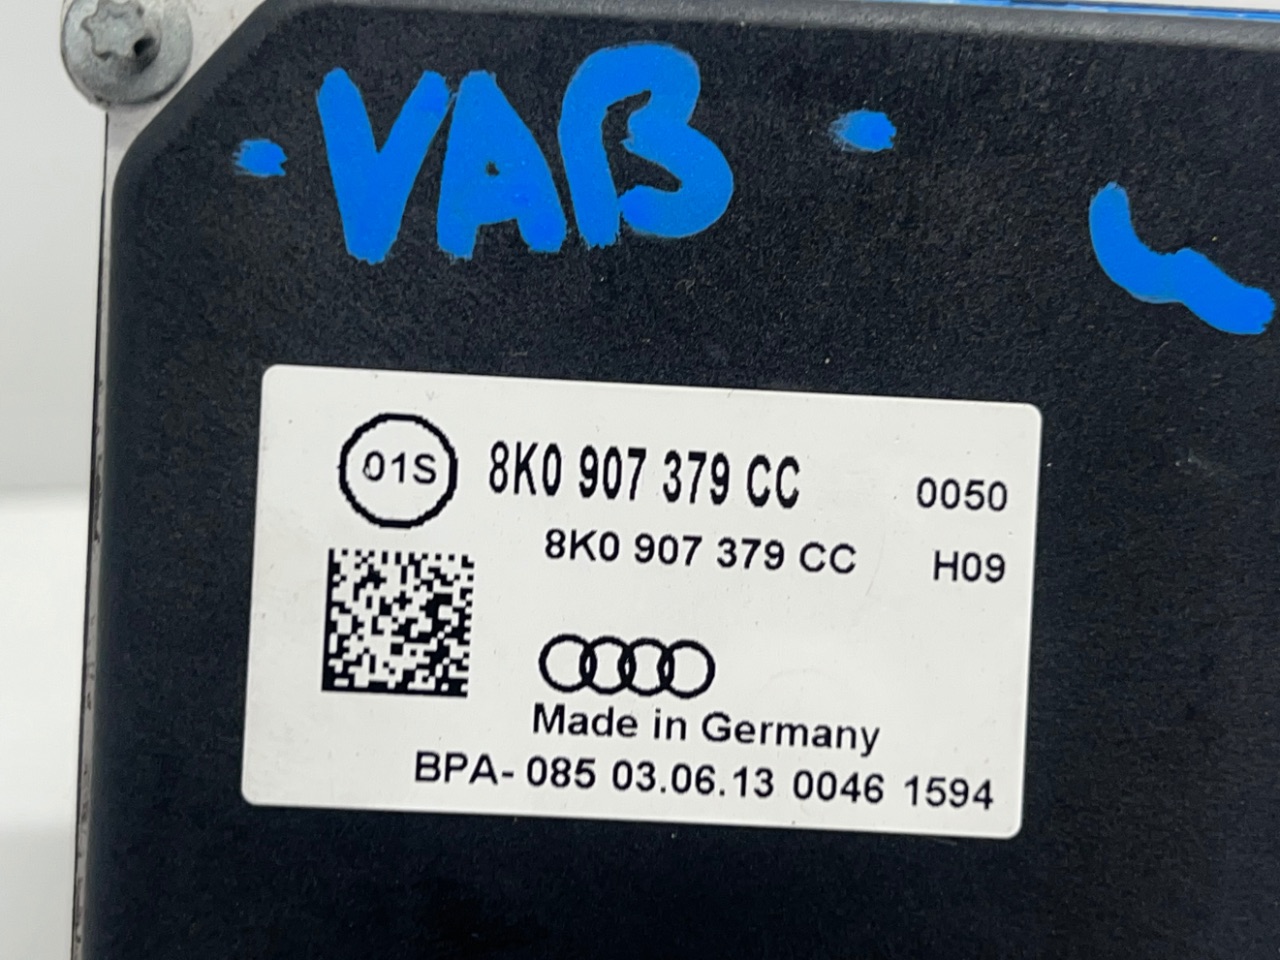 VAB
01S 8K0 907 379 CC 0050
8K0 907 379 CC H09
Made in Germany
BPA- 085 03.06.13 0046 1594